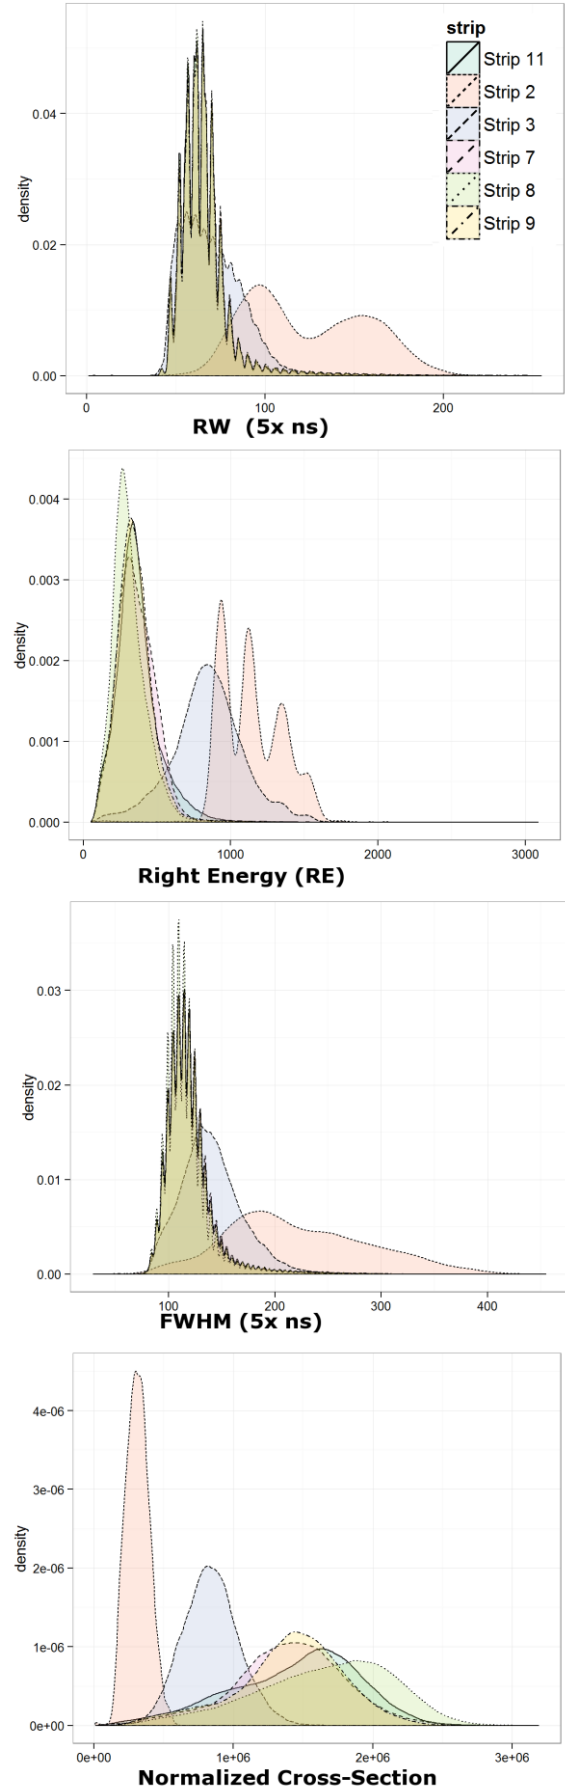 strip
Strip 11
Strip 2
Strip 3
Strip 7
Strip 8
Strip 9
density
0.04
0.02
0.00
0 100 200
RW (5x ns)
density
0.004
0.003
0.002
0.001
0.000
0 1000 2000 3000
Right Energy (RE)
density
0.03
0.02
0.01
0.00
100 200 300 400
FWHM (5x ns)
density
4e-06
3e-06
2e-06
1e-06
0e+00
0e+00 1e+06 2e+06 3e+06
Normalized Cross-Section